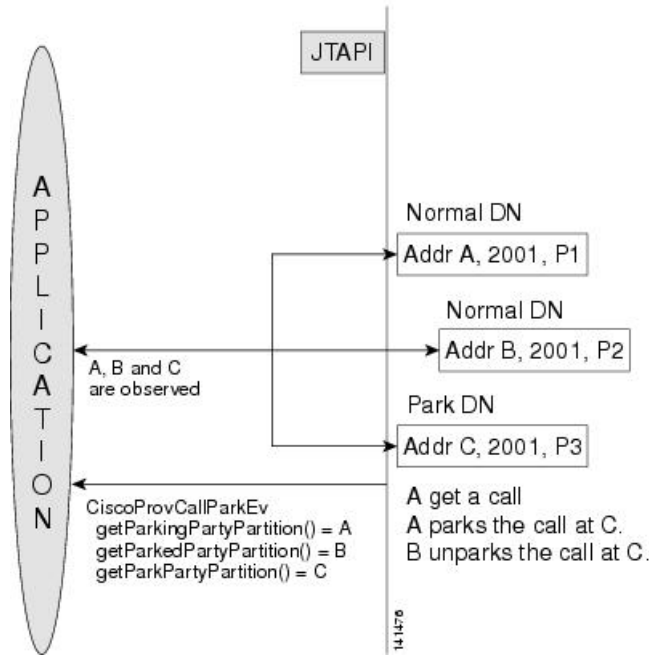 JTAPI
APPLICATION
Normal DN
Addr A, 2001, P1
Normal DN
Addr B, 2001, P2
A, B and C
are observed
Park DN
Addr C, 2001, P3
CiscoProvCallParkEv
getParkingPartyPartition() = A
getParkedPartyPartition() = B
getParkPartyPartition() = C
A get a call
A parks the call at C.
B unparks the call at C.
141476